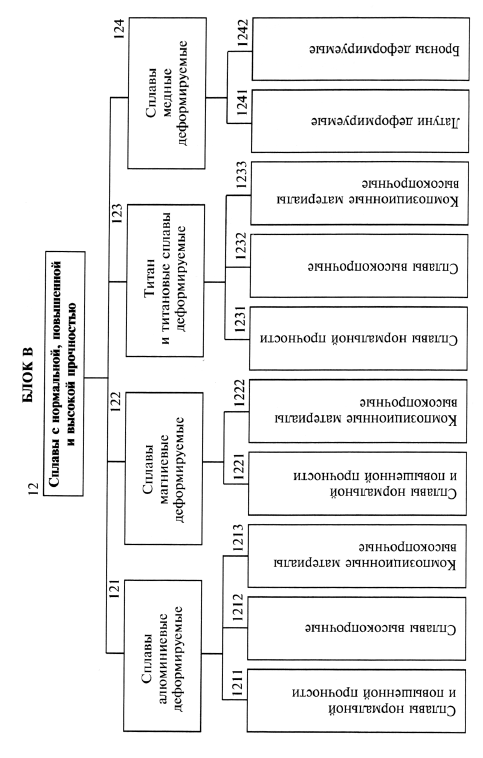 БЛОК В
12
Сплавы с нормальной, повышенной
и высокой прочностью
121
Сплавы
алюминиевые
деформируемые
122
Сплавы
магниевые
деформируемые
123
Титан
и титановые сплавы
деформируемые
124
Сплавы
медные
деформируемые
1211
Сплавы нормальной
и повышенной прочности
1212
Сплавы высокопрочные
1213
Композиционные материалы
высокопрочные
1221
Сплавы нормальной
и повышенной прочности
1222
Композиционные материалы
высокопрочные
1231
Сплавы нормальной прочности
1232
Сплавы высокопрочные
1233
Композиционные материалы
высокопрочные
1241
Латуни деформируемые
1242
Бронзы деформируемые